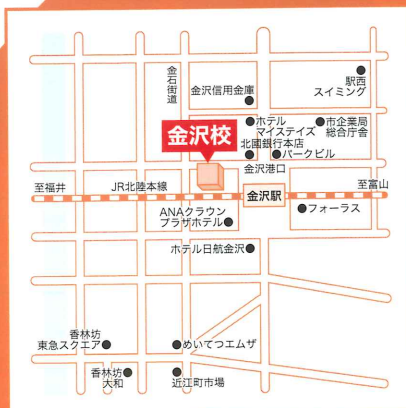 金石街道
金沢信用金庫
駅西
スイミング
ホテル
マイステイズ
市企業局
総合庁舎
金沢校
北國銀行本店
パークビル
金沢港口
至福井
JR北陸本線
金沢駅
至富山
ANAクラウン
プラザホテル
フォーラス
ホテル日航金沢
香林坊
東急スクエア
めいてつエムザ
香林坊
大和
近江町市場